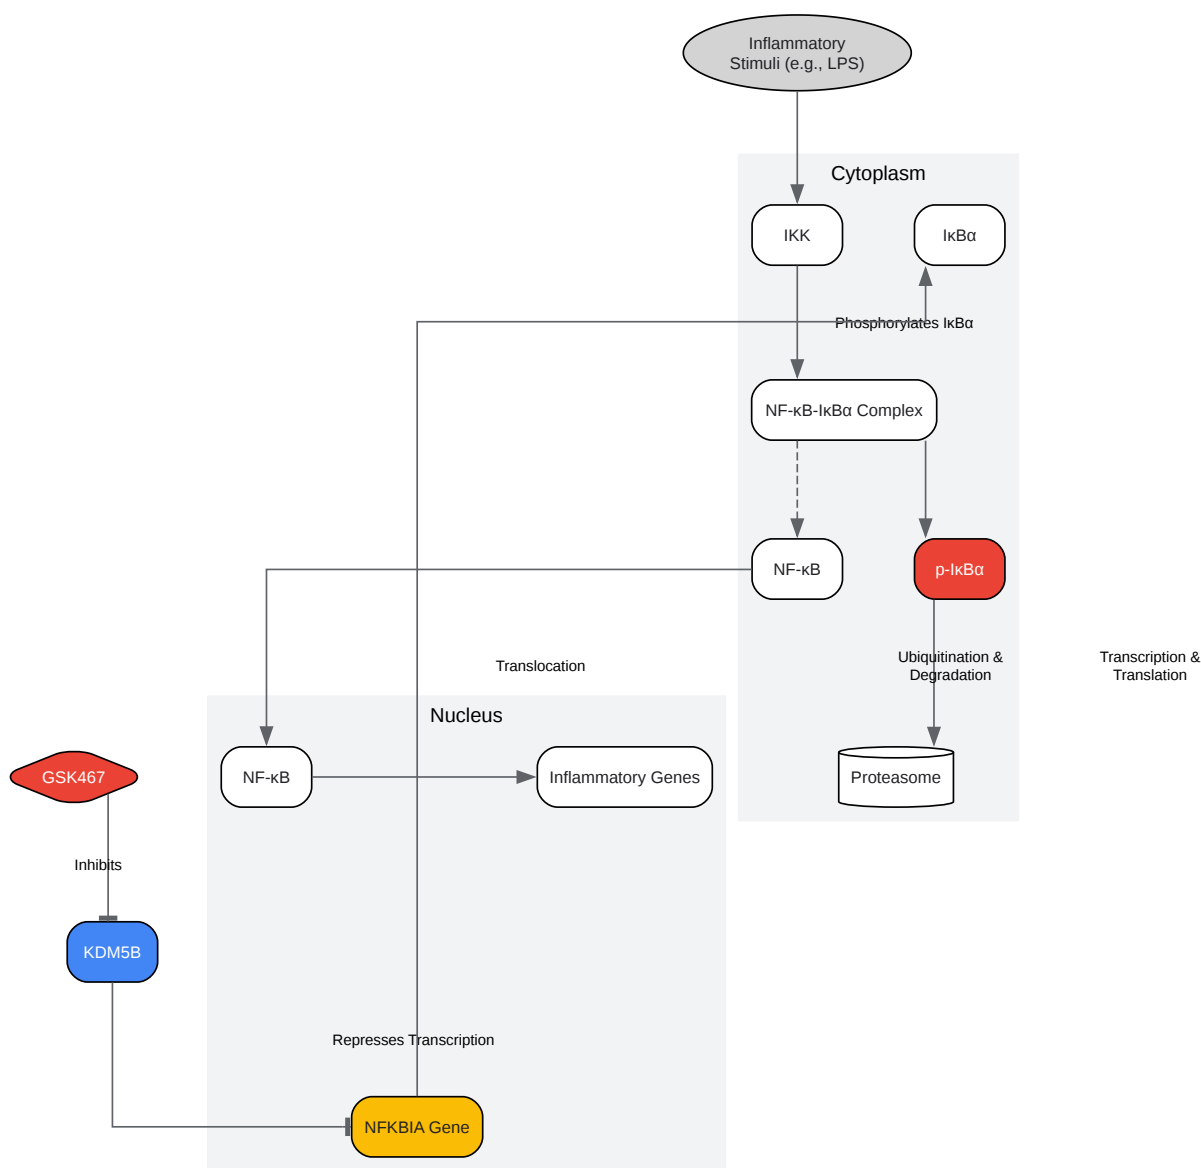 Inflammatory
Stimuli (e.g., LPS)
Cytoplasm
IKK
IκBα
Phosphorylates IκBα
NF-κB-IκBα Complex
NF-κB
p-IκBα
Translocation
Ubiquitination &
Degradation
Transcription &
Translation
Nucleus
GSK467
NF-κB
Inflammatory Genes
Proteasome
Inhibits
KDM5B
Represses Transcription
NFKBIA Gene